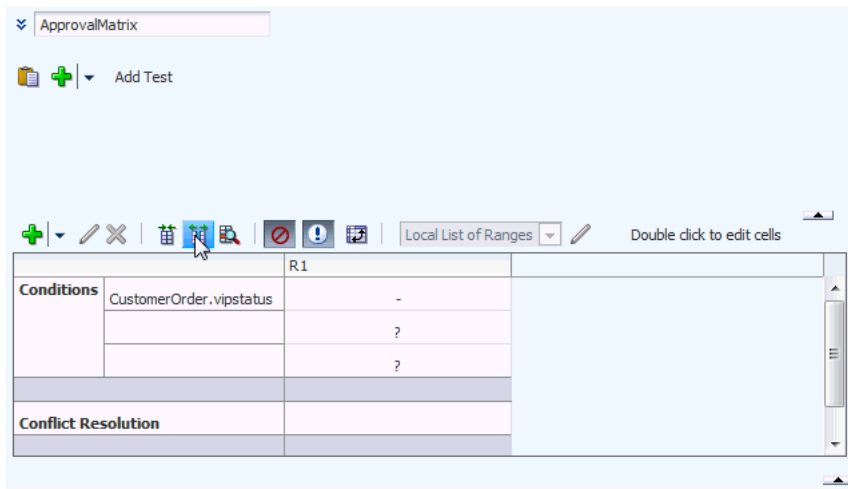 ApprovalMatrix
Add Test
Local List of Ranges Double click to edit cells
R1
Conditions CustomerOrder.vipstatus -
?
?
Conflict Resolution